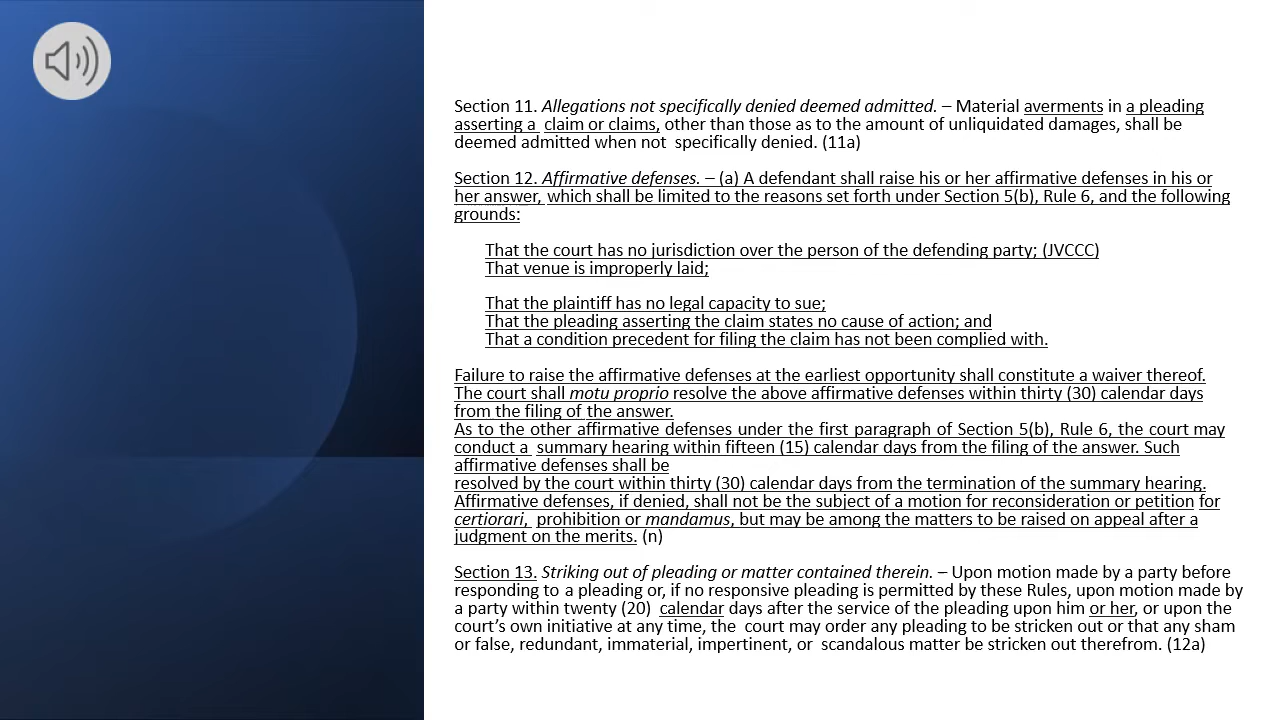 Section 11. Allegations not specifically denied deemed admitted. – Material averments in a pleading
asserting a claim or claims, other than those as to the amount of unliquidated damages, shall be
deemed admitted when not specifically denied. (11a)
Section 12. Affirmative defenses. – (a) A defendant shall raise his or her affirmative defenses in his or
her answer, which shall be limited to the reasons set forth under Section 5(b), Rule 6, and the following
grounds:
That the court has no jurisdiction over the person of the defending party; (JVCCC)
That venue is improperly laid;
That the plaintiff has no legal capacity to sue;
That the pleading asserting the claim states no cause of action; and
That a condition precedent for filing the claim has not been complied with.
Failure to raise the affirmative defenses at the earliest opportunity shall constitute a waiver thereof.
The court shall motu proprio resolve the above affirmative defenses within thirty (30) calendar days
from the filing of the answer.
As to the other affirmative defenses under the first paragraph of Section 5(b), Rule 6, the court may
conduct a summary hearing within fifteen (15) calendar days from the filing of the answer. Such
affirmative defenses shall be
resolved by the court within thirty (30) calendar days from the termination of the summary hearing.
Affirmative defenses, if denied, shall not be the subject of a motion for reconsideration or petition for
certiorari, prohibition or mandamus, but may be among the matters to be raised on appeal after a
judgment on the merits. (n)
Section 13. Striking out of pleading or matter contained therein. – Upon motion made by a party before
responding to a pleading or, if no responsive pleading is permitted by these Rules, upon motion made by
a party within twenty (20) calendar days after the service of the pleading upon him or her, or upon the
court's own initiative at any time, the court may order any pleading to be stricken out or that any sham
or false, redundant, immaterial, impertinent, or scandalous matter be stricken out therefrom. (12a)